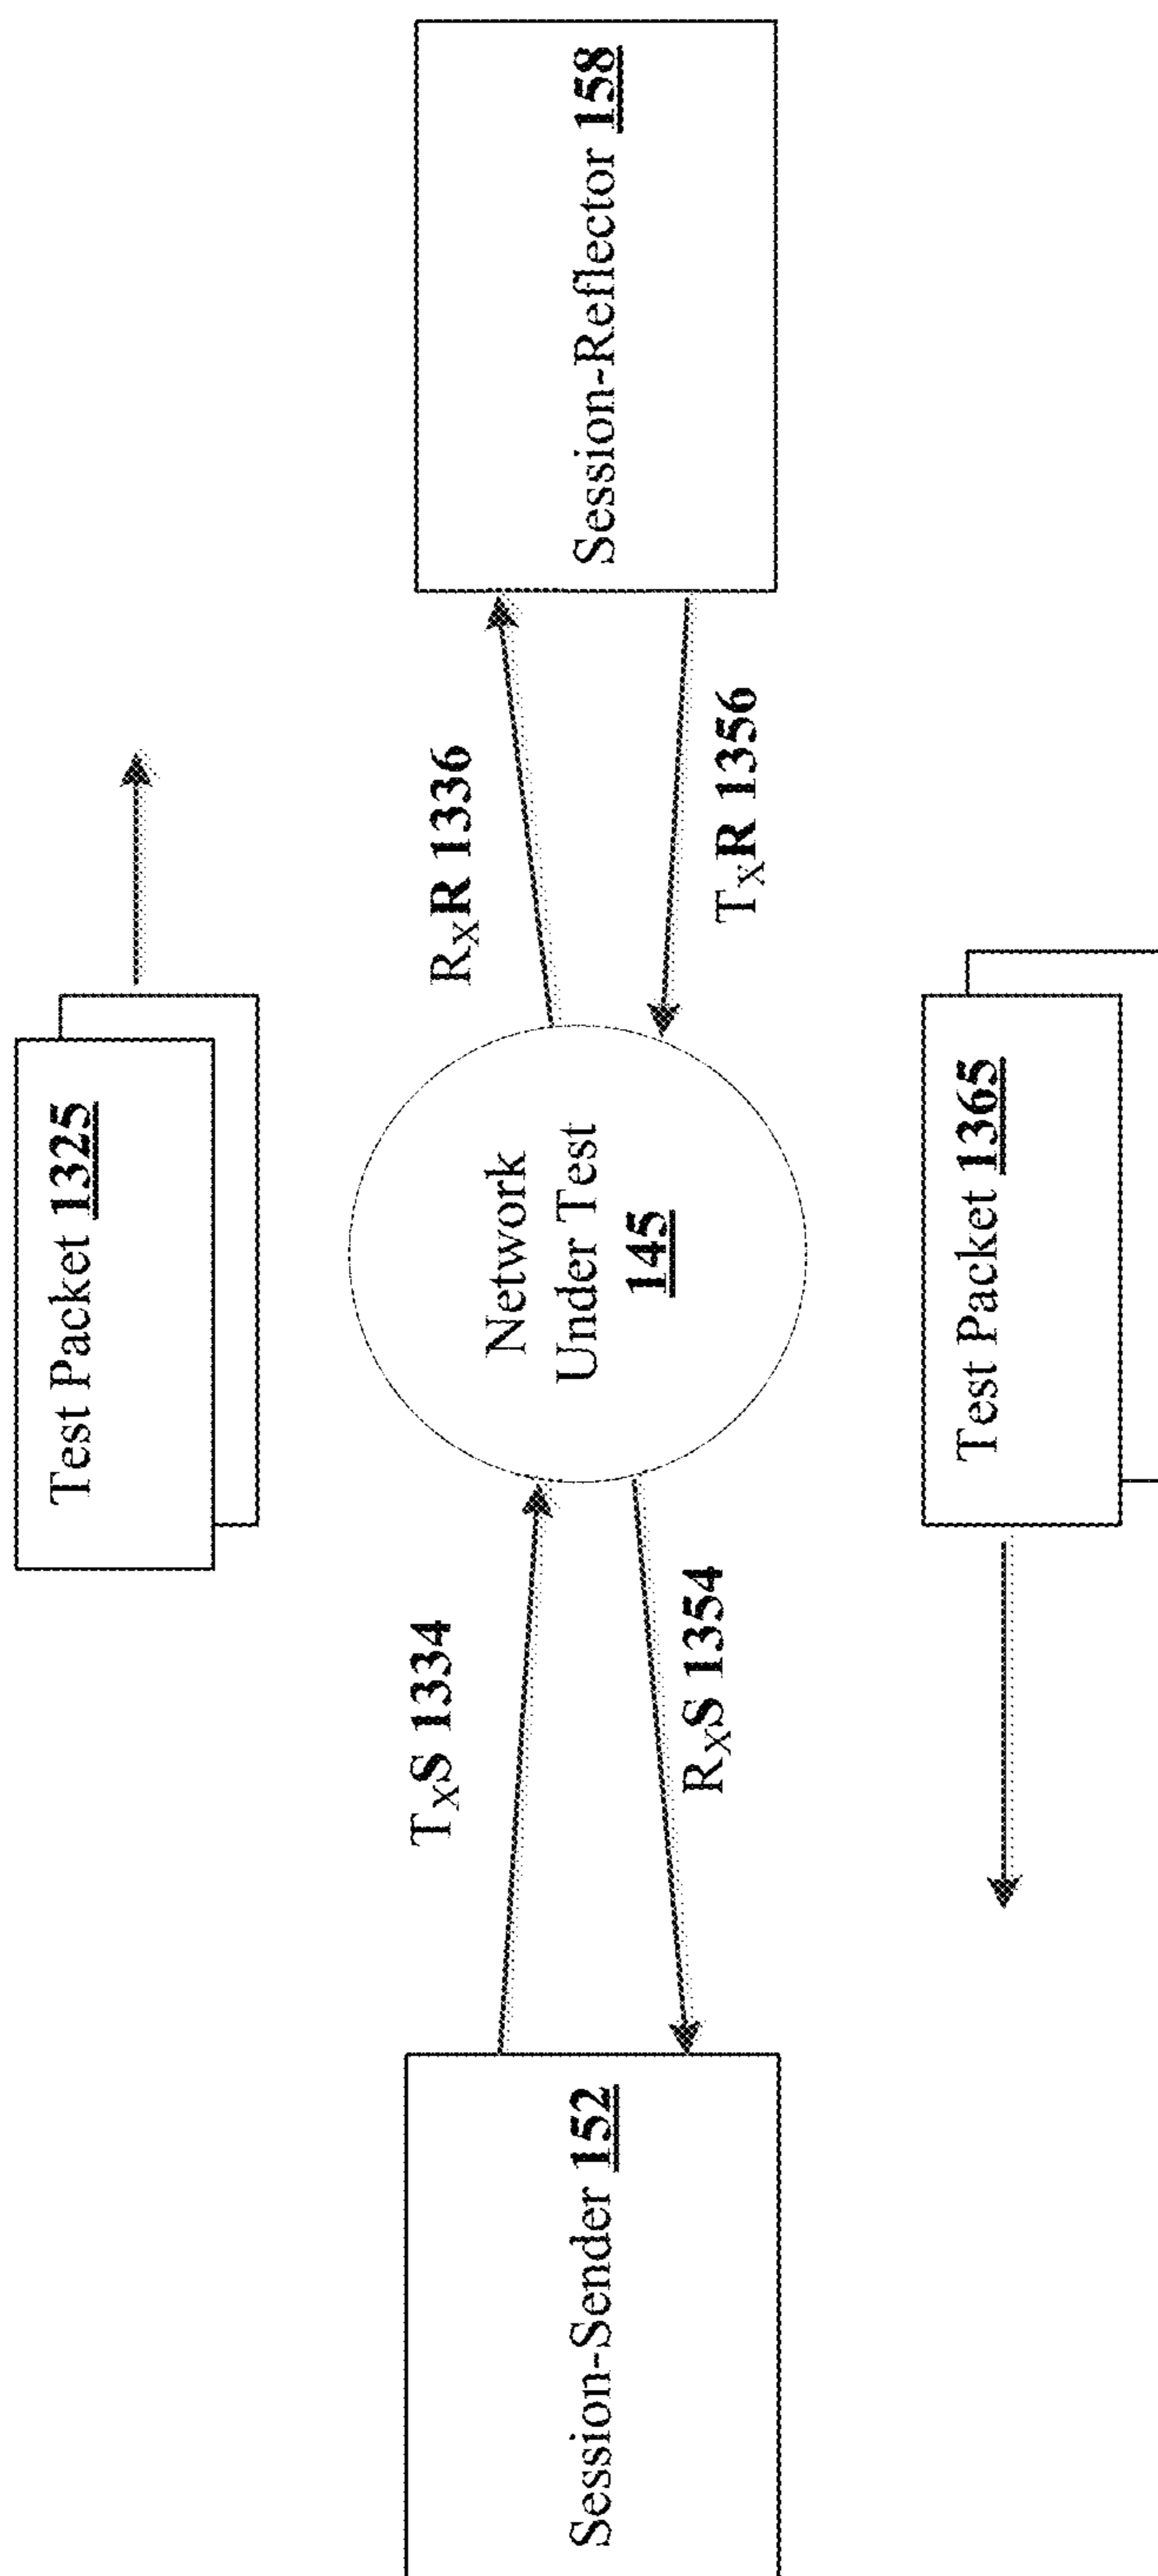 Test Packet 1325
TXS 1334
RXR 1336
Session-Sender 152
Network
Under Test
145
Session-Reflector 158
RXS 1354
TXR 1356
Test Packet 1365